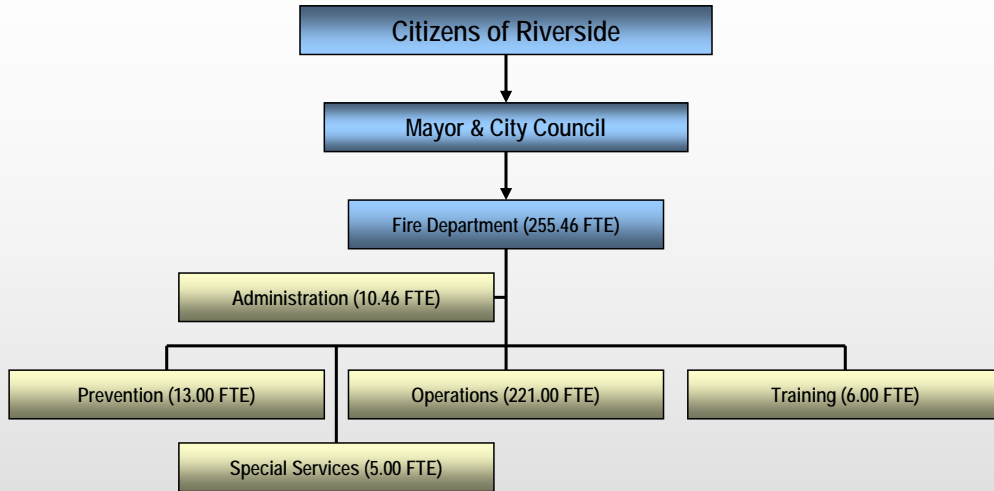 Citizens of Riverside
Mayor & City Council
Fire Department (255.46 FTE)
Administration (10.46 FTE)
Prevention (13.00 FTE)
Operations (221.00 FTE)
Training (6.00 FTE)
Special Services (5.00 FTE)